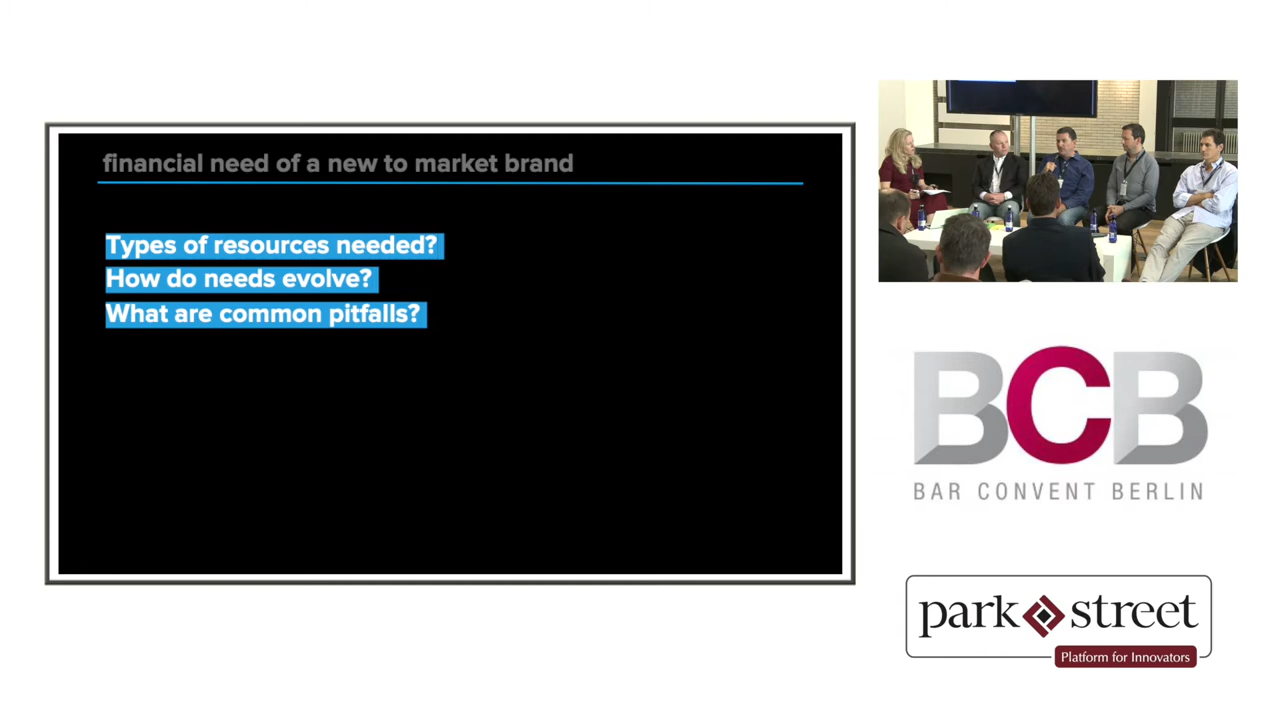 financial need of a new to market brand
Types of resources needed?
How do needs evolve?
What are common pitfalls?
BCB
BAR CONVENT BERLIN
park street
Platform for Innovators